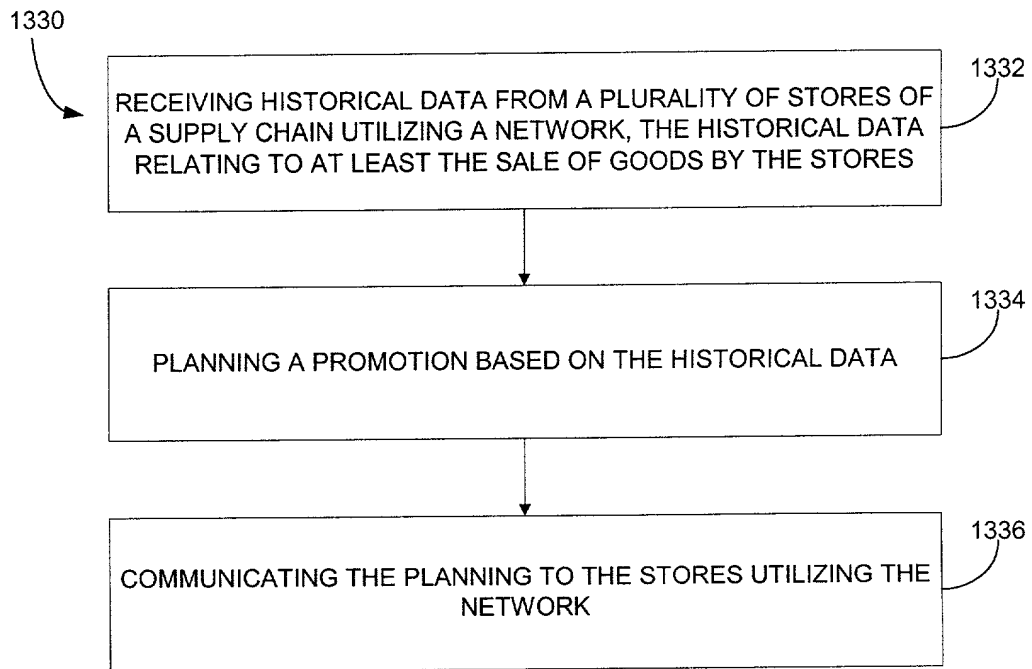 1330
1332
RECEIVING HISTORICAL DATA FROM A PLURALITY OF STORES OF
A SUPPLY CHAIN UTILIZING A NETWORK, THE HISTORICAL DATA
RELATING TO AT LEAST THE SALE OF GOODS BY THE STORES
1334
PLANNING A PROMOTION BASED ON THE HISTORICAL DATA
1336
COMMUNICATING THE PLANNING TO THE STORES UTILIZING THE
NETWORK